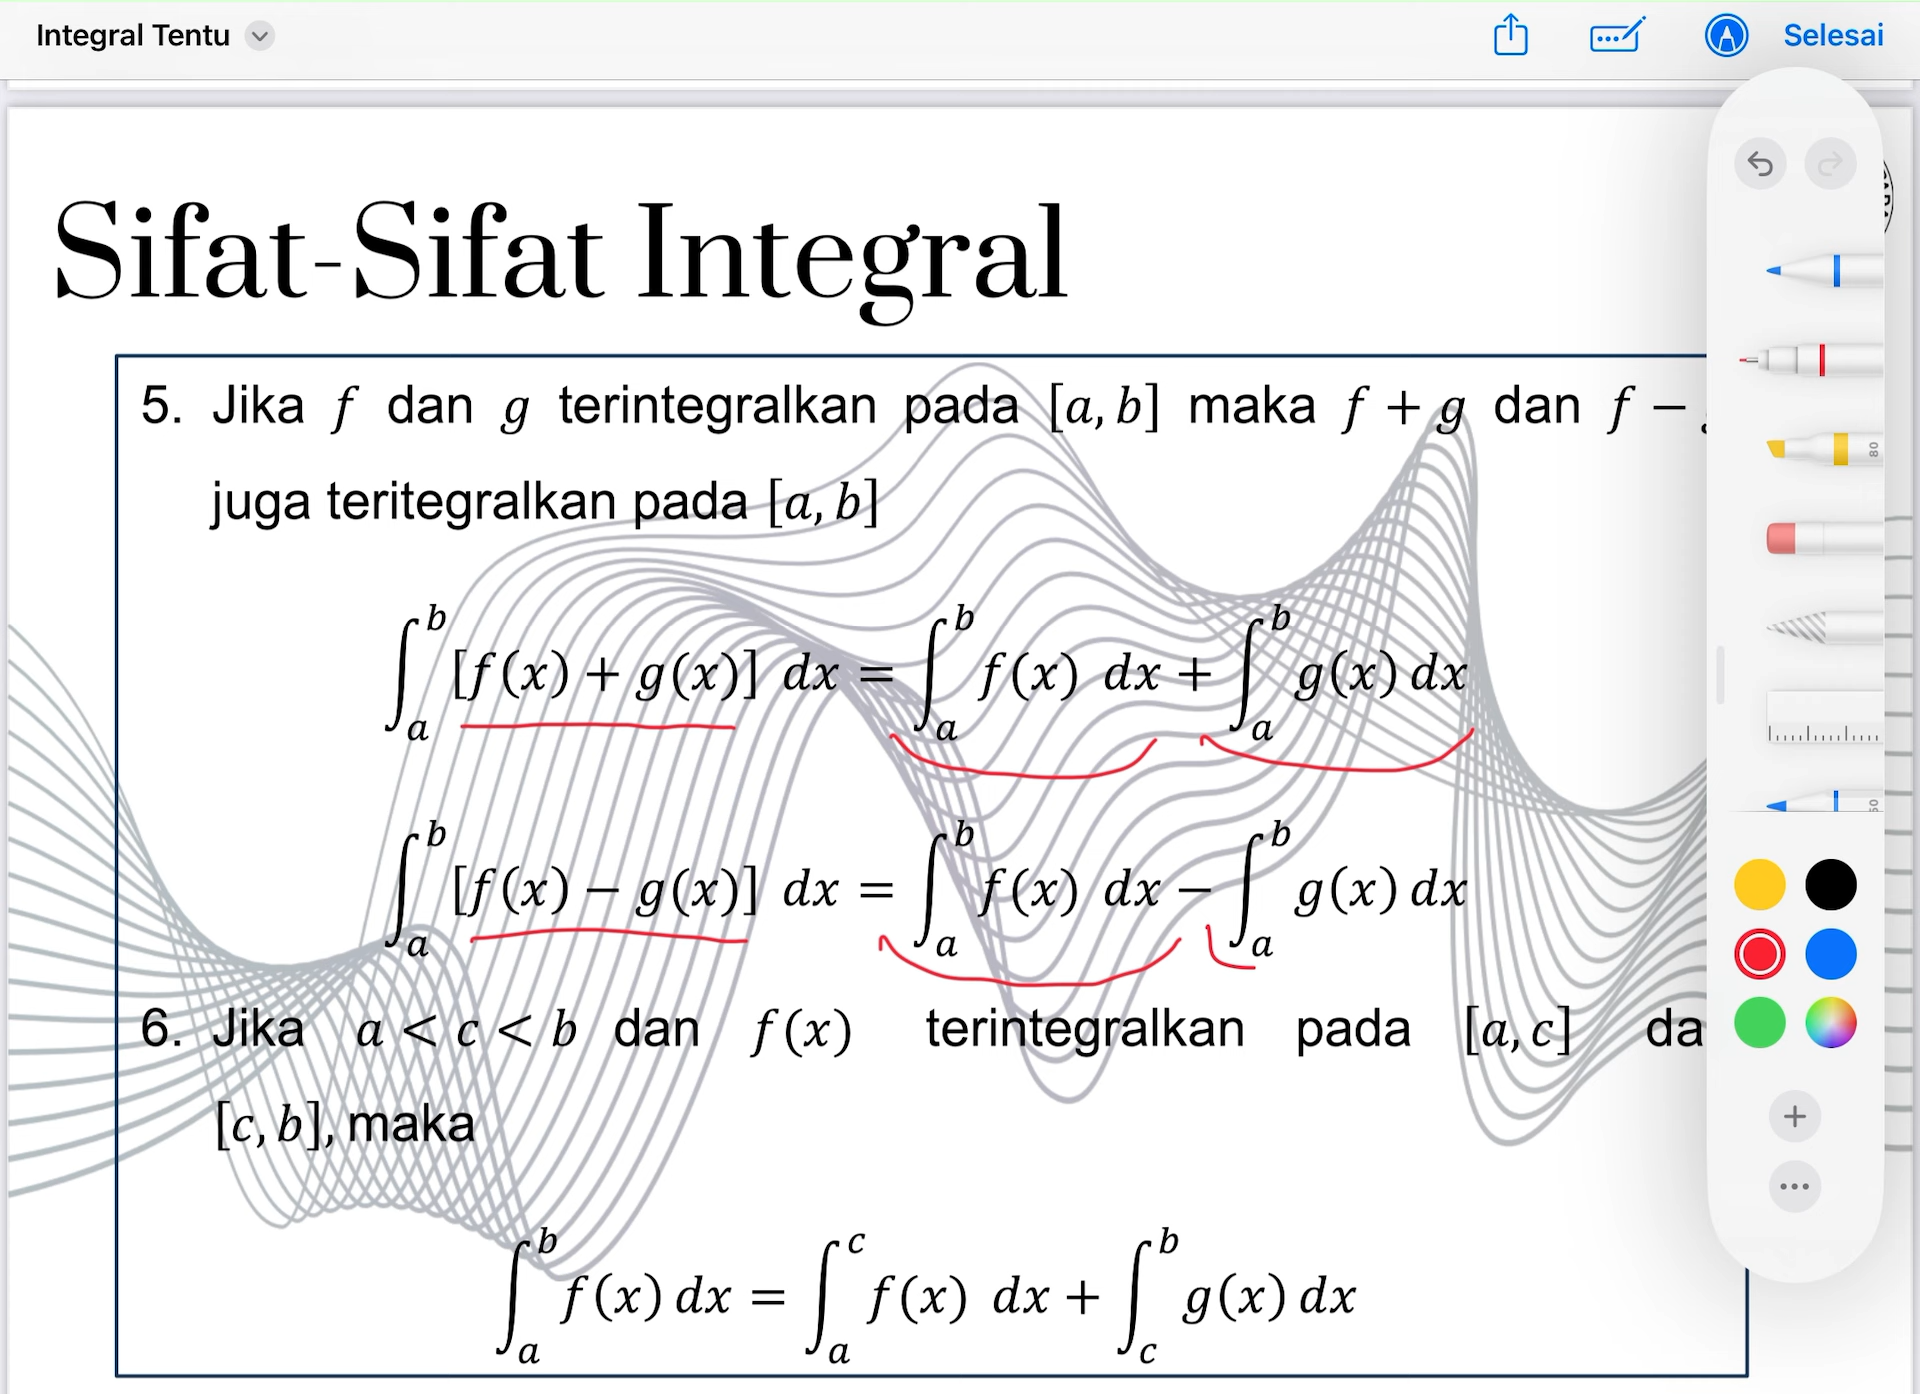 Integral Tentu
Selesai
Sifat-Sifat Integral
5. Jika f dan g terintegralkan pada [a, b] maka f + g dan f −
juga teritegralkan pada [a, b]
∫_a^b [f(x) + g(x)] dx = ∫_a^b f(x) dx + ∫_a^b g(x) dx
∫_a^b [f(x) − g(x)] dx = ∫_a^b f(x) dx − ∫_a^b g(x) dx
6. Jika a < c < b dan f(x) terintegralkan pada [a, c] da
[c, b], maka
∫_a^b f(x) dx = ∫_a^c f(x) dx + ∫_c^b g(x) dx
80
50